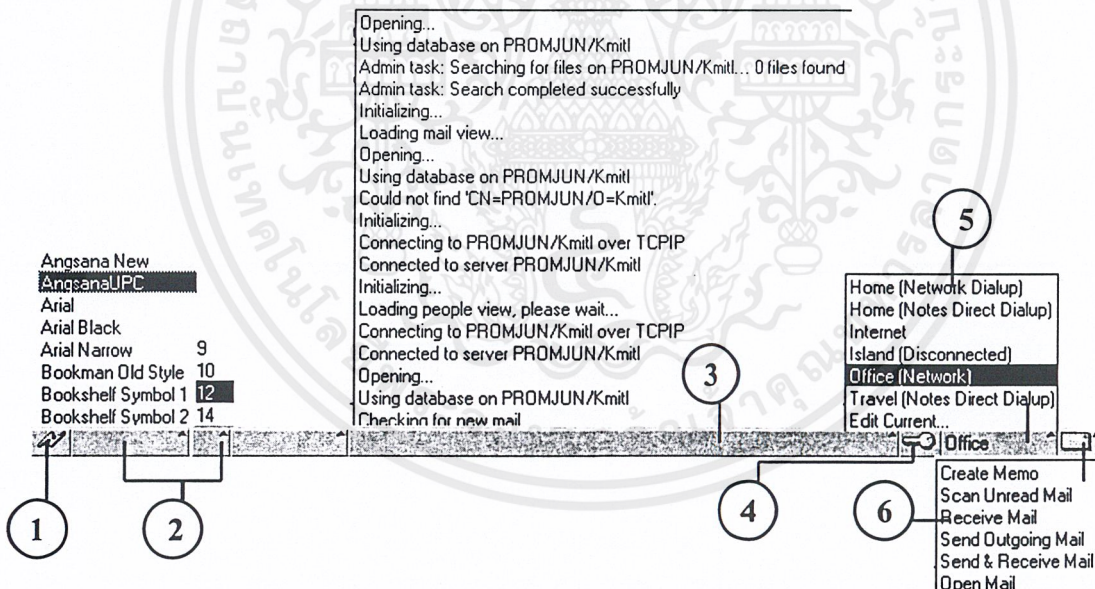 Opening...
Using database on PROMJUN/Kmitl
Admin task: Searching for files on PROMJUN/Kmitl... 0 files found
Admin task: Search completed successfully
Initializing...
Loading mail view...
Opening...
Using database on PROMJUN/Kmitl
Could not find 'CN=PROMJUN/O=Kmitl'.
Initializing...
Connecting to PROMJUN/Kmitl over TCPIP
Connected to server PROMJUN/Kmitl
Initializing...
Loading people view, please wait...
Connecting to PROMJUN/Kmitl over TCPIP
Connected to server PROMJUN/Kmitl
Opening...
Using database on PROMJUN/Kmitl
Checking for new mail
Angsana New
AngsanaUPC
Arial
Arial Black
Arial Narrow
Bookman Old Style
Bookshelf Symbol 1
Bookshelf Symbol 2
9
10
12
14
5
Home (Network Dialup)
Home (Notes Direct Dialup)
Internet
Island (Disconnected)
Office (Network)
Travel (Notes Direct Dialup)
Edit Current...
3
Office
1
2
4
6
Create Memo
Scan Unread Mail
Receive Mail
Send Outgoing Mail
Send & Receive Mail
Open Mail